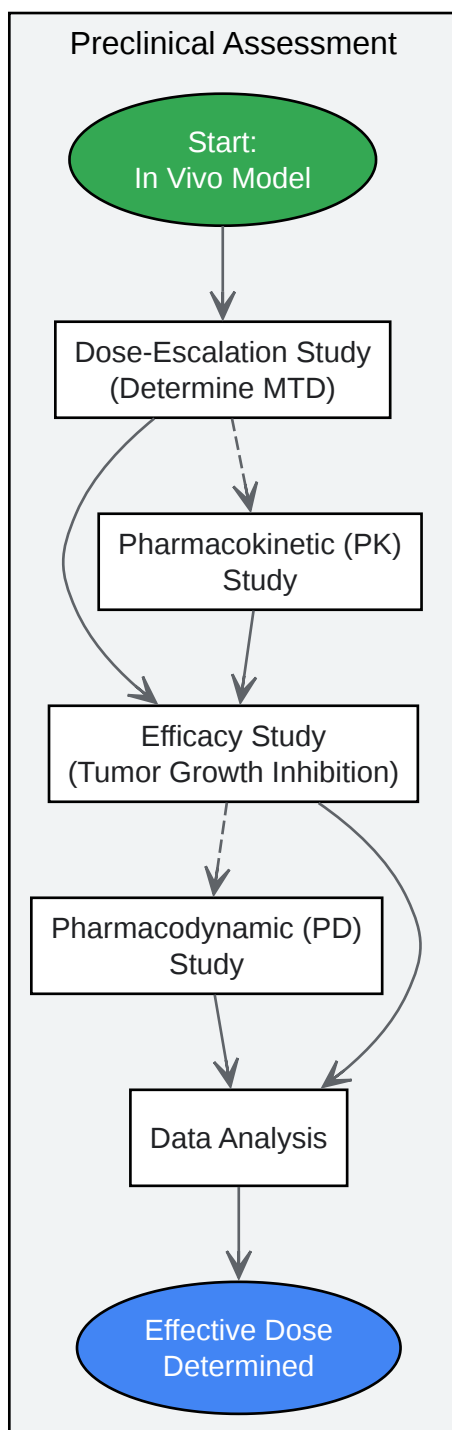 Preclinical Assessment
Start:
In Vivo Model
Dose-Escalation Study
(Determine MTD)
Pharmacokinetic (PK)
Study
Efficacy Study
(Tumor Growth Inhibition)
Pharmacodynamic (PD)
Study
Data Analysis
Effective Dose
Determined